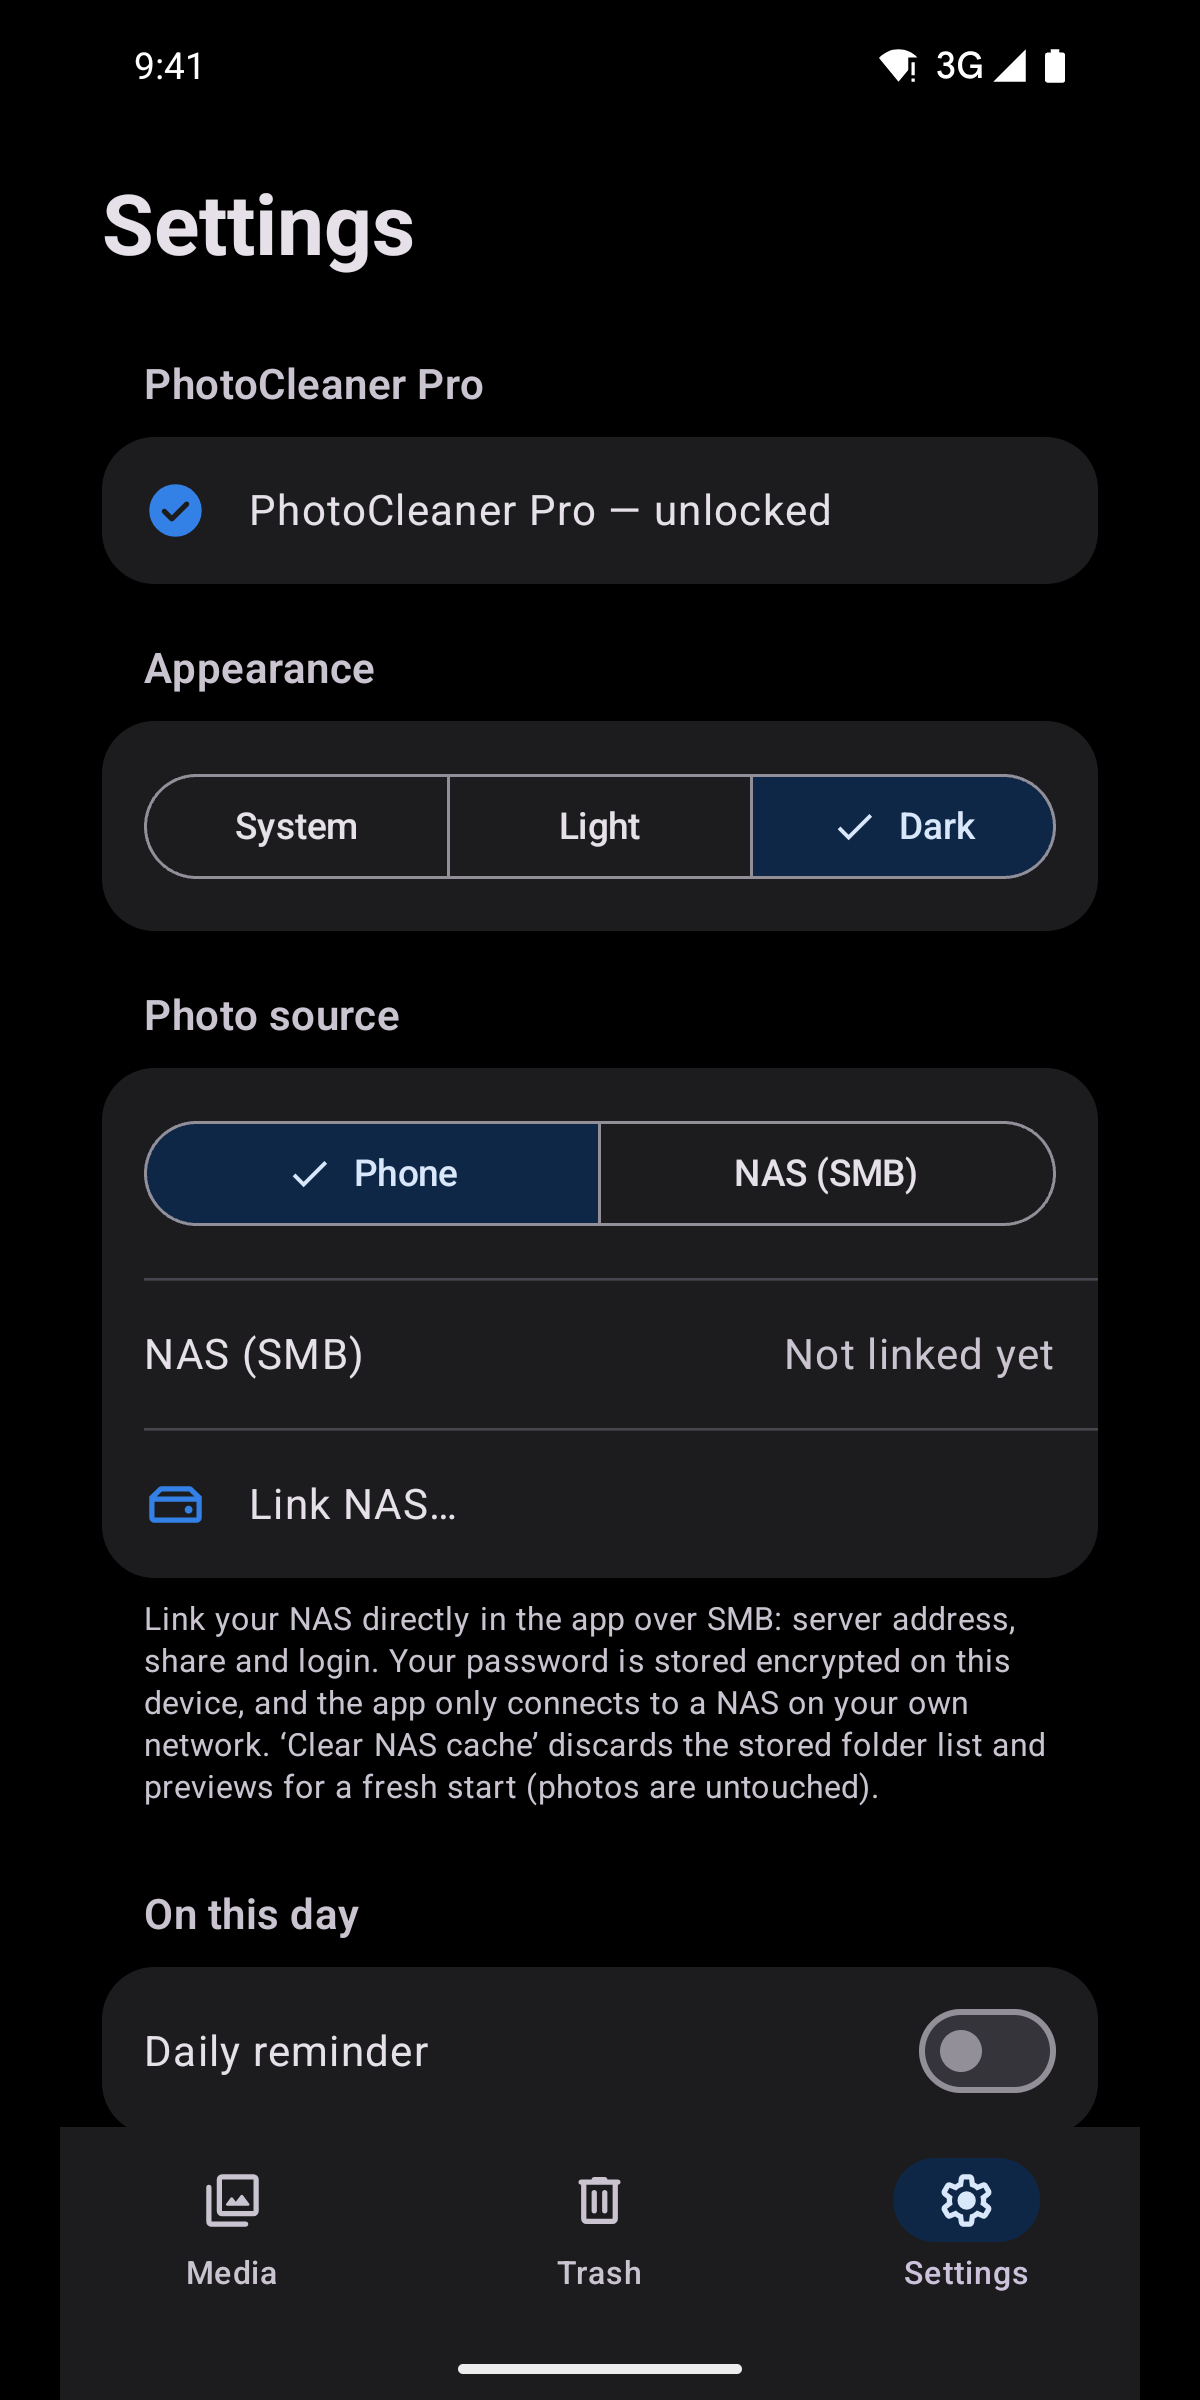 9:41
3G
Settings
PhotoCleaner Pro
PhotoCleaner Pro — unlocked
Appearance
System Light Dark
Photo source
Phone NAS (SMB)
NAS (SMB) Not linked yet
Link NAS…
Link your NAS directly in the app over SMB: server address,
share and login. Your password is stored encrypted on this
device, and the app only connects to a NAS on your own
network. ‘Clear NAS cache’ discards the stored folder list and
previews for a fresh start (photos are untouched).
On this day
Daily reminder
Media Trash Settings